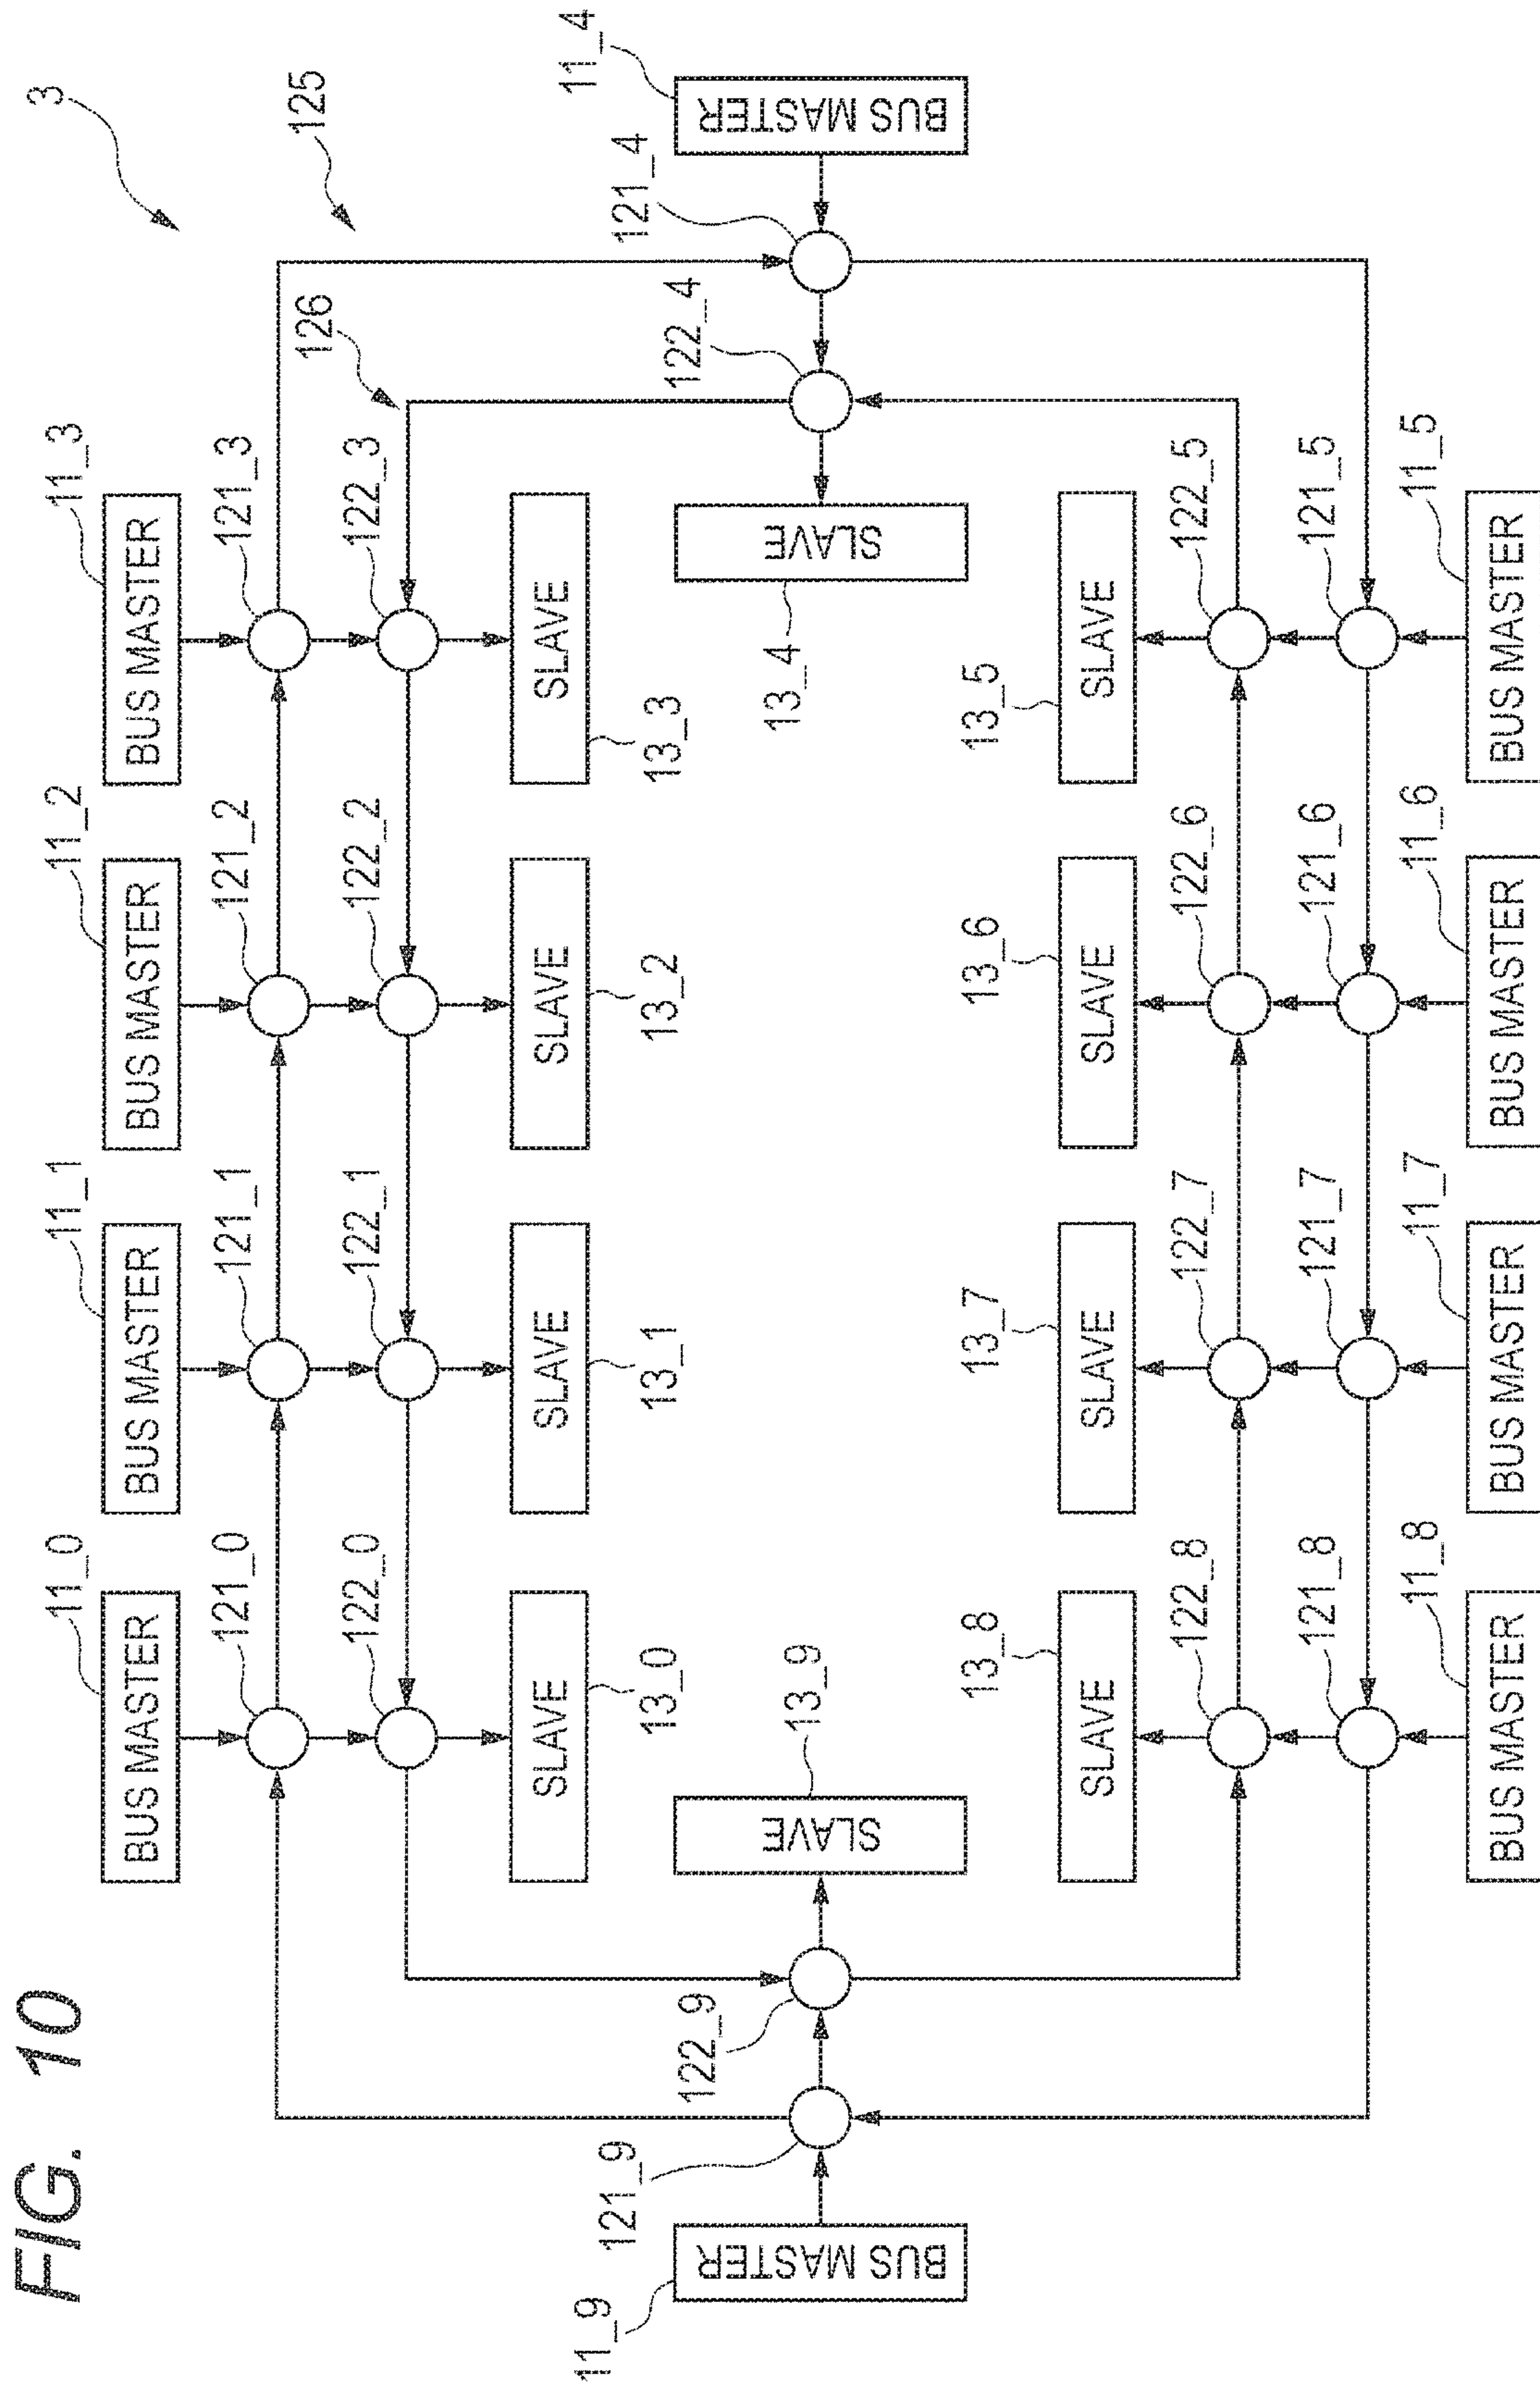 FIG. 10
3
125
11_0
11_1
11_2
11_3
BUS MASTER
BUS MASTER
BUS MASTER
BUS MASTER
121_0
121_1
121_2
121_3
126
122_0
122_1
122_2
122_3
SLAVE
SLAVE
SLAVE
SLAVE
13_0
13_1
13_2
13_3
11_9
BUS MASTER
121_9
122_9
SLAVE
13_9
13_4
SLAVE
122_4
121_4
BUS MASTER
11_4
13_8
13_7
13_6
13_5
SLAVE
SLAVE
SLAVE
SLAVE
122_8
122_7
122_6
122_5
121_8
121_7
121_6
121_5
11_8
11_7
11_6
11_5
BUS MASTER
BUS MASTER
BUS MASTER
BUS MASTER